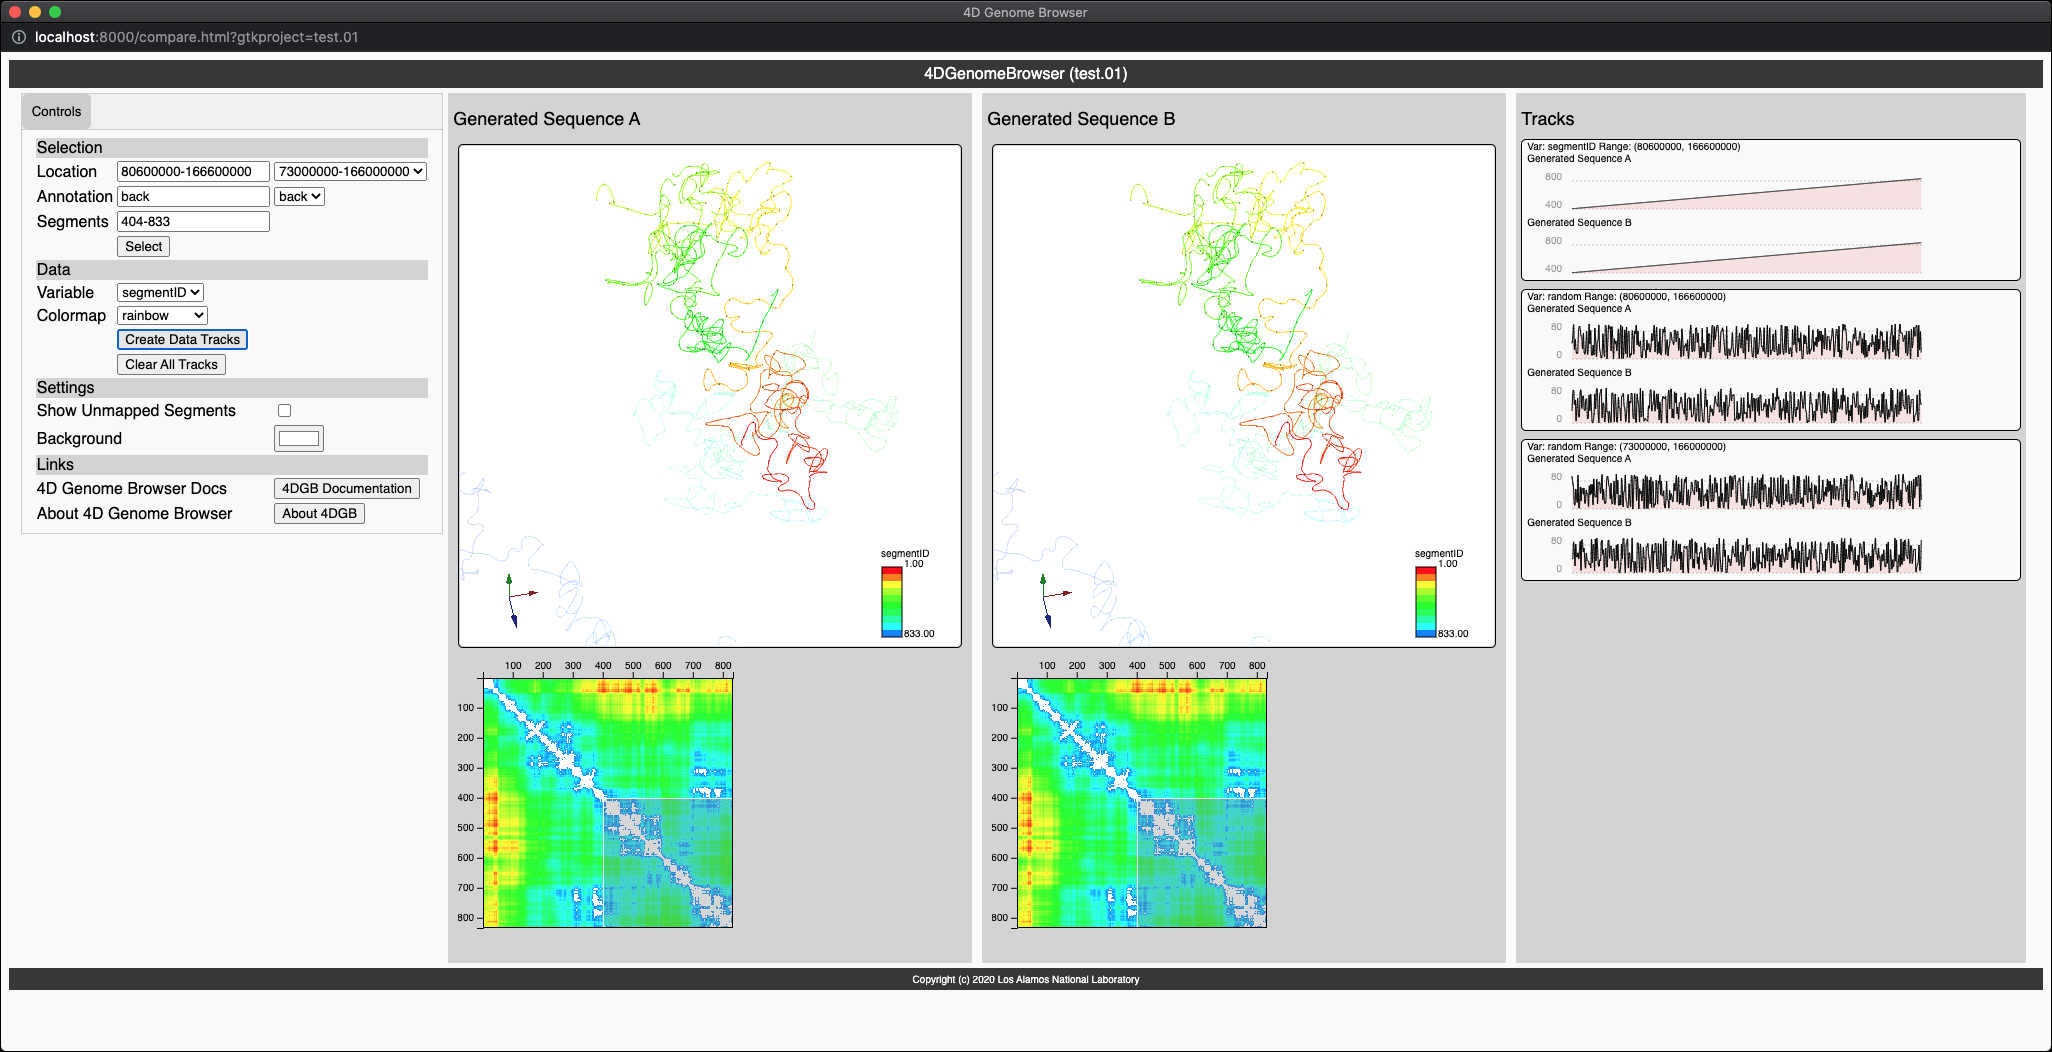 4D Genome Browser
localhost:8000/compare.html?gtkproject=test.01
4DGenomeBrowser (test.01)
Controls
Selection
Location 80600000-166600000 73000000-166000000
Annotation back back
Segments 404-833
Select
Data
Variable segmentID
Colormap rainbow
Create Data Tracks
Clear All Tracks
Settings
Show Unmapped Segments
Background
Links
4D Genome Browser Docs 4DGB Documentation
About 4D Genome Browser About 4DGB
Generated Sequence A
segmentID
1.00
833.00
100 200 300 400 500 600 700 800
100
200
300
400
500
600
700
800
Generated Sequence B
segmentID
1.00
833.00
100 200 300 400 500 600 700 800
100
200
300
400
500
600
700
800
Tracks
Var: segmentID Range: (80600000, 166600000)
Generated Sequence A
800
400
Generated Sequence B
800
400
Var: random Range: (80600000, 166600000)
Generated Sequence A
80
0
Generated Sequence B
80
0
Var: random Range: (73000000, 166000000)
Generated Sequence A
80
0
Generated Sequence B
80
0
Copyright (c) 2020 Los Alamos National Laboratory